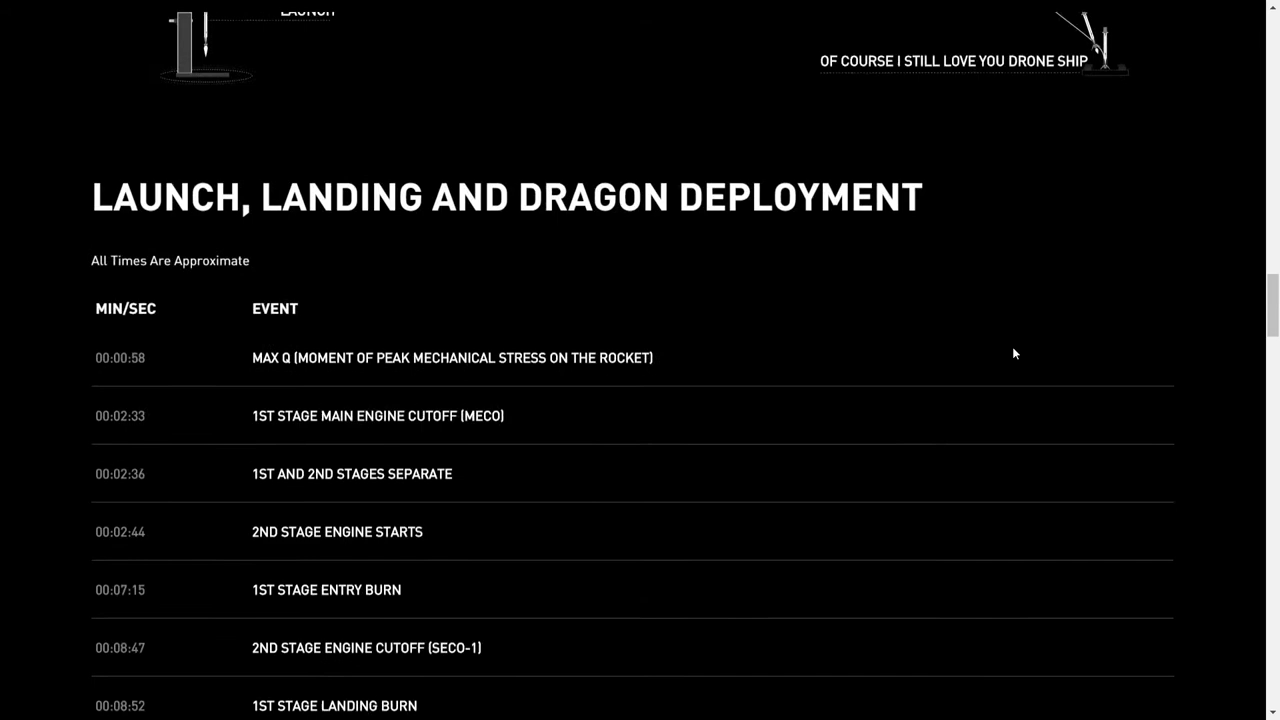 LAUNCH
OF COURSE I STILL LOVE YOU DRONE SHIP
LAUNCH, LANDING AND DRAGON DEPLOYMENT
All Times Are Approximate
MIN/SEC EVENT
00:00:58 MAX Q (MOMENT OF PEAK MECHANICAL STRESS ON THE ROCKET)
00:02:33 1ST STAGE MAIN ENGINE CUTOFF (MECO)
00:02:36 1ST AND 2ND STAGES SEPARATE
00:02:44 2ND STAGE ENGINE STARTS
00:07:15 1ST STAGE ENTRY BURN
00:08:47 2ND STAGE ENGINE CUTOFF (SECO-1)
00:08:52 1ST STAGE LANDING BURN